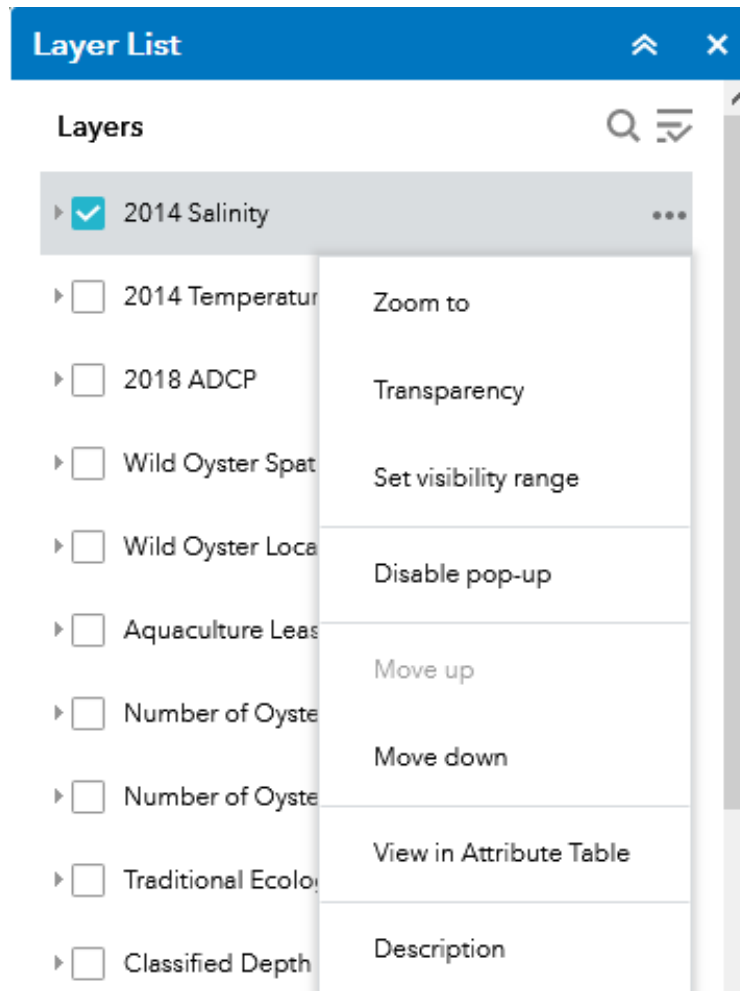 Layer List
Layers
2014 Salinity
2014 Temperatur
2018 ADCP
Wild Oyster Spat
Wild Oyster Loca
Aquaculture Leas
Number of Oyste
Number of Oyste
Traditional Ecolo
Classified Depth
Zoom to
Transparency
Set visibility range
Disable pop-up
Move up
Move down
View in Attribute Table
Description